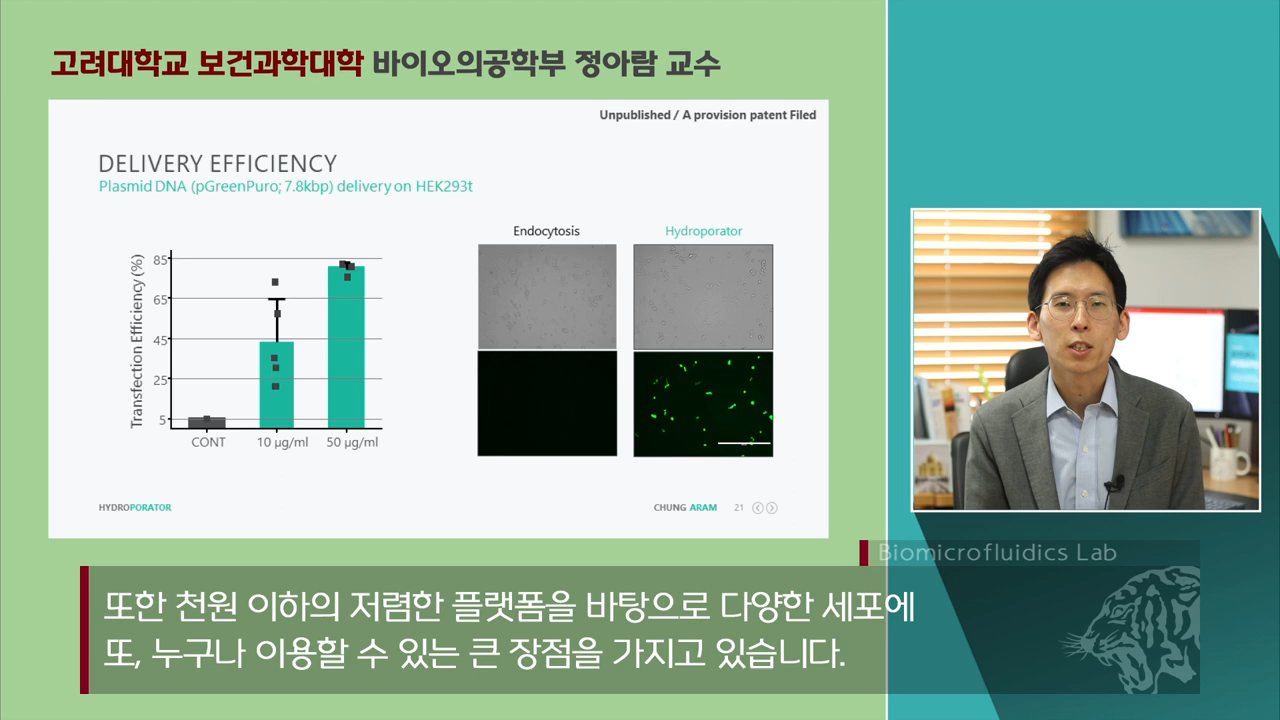 고려대학교 보건과학대학 바이오의공학부 정아람 교수
Unpublished / A provision patent Filed
DELIVERY EFFICIENCY
Plasmid DNA (pGreenPuro; 7.8kbp) delivery on HEK293t
Transfection Efficiency (%)
85
65
45
25
5
CONT 10 µg/ml 50 µg/ml
Endocytosis Hydroporator
HYDROPORATOR
CHUNG ARAM 21
Biomicrofluidics Lab
또한 천원 이하의 저렴한 플랫폼을 바탕으로 다양한 세포에
또, 누구나 이용할 수 있는 큰 장점을 가지고 있습니다.